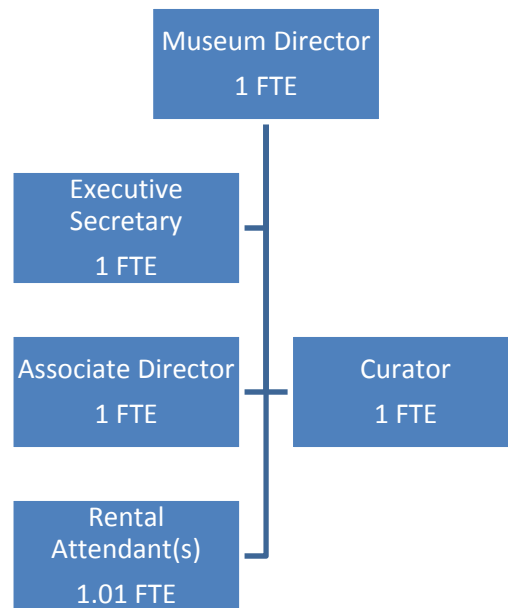 Museum Director
1 FTE
Executive
Secretary
1 FTE
Associate Director
1 FTE
Curator
1 FTE
Rental
Attendant(s)
1.01 FTE